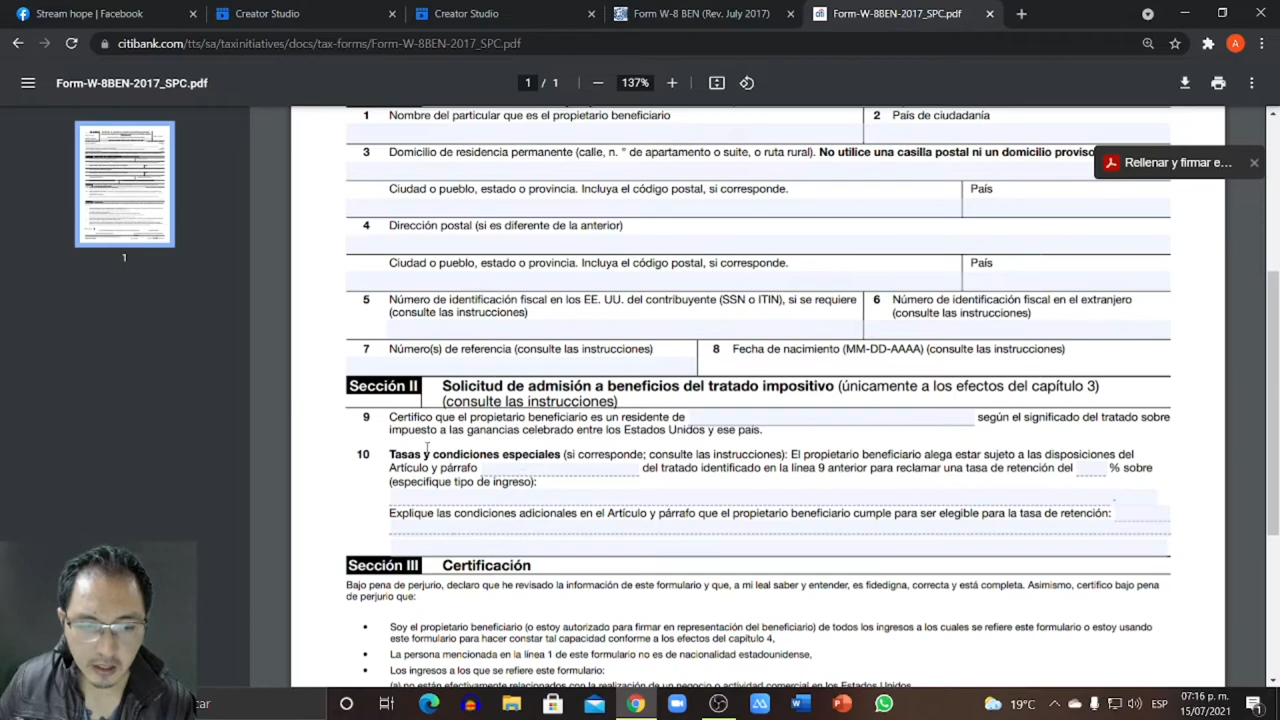 Stream hope | Facebook
Creator Studio
Creator Studio
Form W-8 BEN (Rev. July 2017)
Form-W-8BEN-2017_SPC.pdf
citibank.com/tts/sa/taxinitiatives/docs/tax-forms/Form-W-8BEN-2017_SPC.pdf
A
Form-W-8BEN-2017_SPC.pdf
1 / 1
137%
1 Nombre del particular que es el propietario beneficiario
2 País de ciudadanía
3 Domicilio de residencia permanente (calle, n. ° de apartamento o suite, o ruta rural). No utilice una casilla postal ni un domicilio proviso
Rellenar y firmar e...
Ciudad o pueblo, estado o provincia. Incluya el código postal, si corresponde.
País
4 Dirección postal (si es diferente de la anterior)
Ciudad o pueblo, estado o provincia. Incluya el código postal, si corresponde.
País
5 Número de identificación fiscal en los EE. UU. del contribuyente (SSN o ITIN), si se requiere
(consulte las instrucciones)
6 Número de identificación fiscal en el extranjero
(consulte las instrucciones)
7 Número(s) de referencia (consulte las instrucciones)
8 Fecha de nacimiento (MM-DD-AAAA) (consulte las instrucciones)
Sección II Solicitud de admisión a beneficios del tratado impositivo (únicamente a los efectos del capítulo 3)
(consulte las instrucciones)
9 Certifico que el propietario beneficiario es un residente de según el significado del tratado sobre
impuesto a las ganancias celebrado entre los Estados Unidos y ese país.
10 Tasas y condiciones especiales (si corresponde; consulte las instrucciones): El propietario beneficiario alega estar sujeto a las disposiciones del
Artículo y párrafo del tratado identificado en la línea 9 anterior para reclamar una tasa de retención del % sobre
(especifique tipo de ingreso):
Explique las condiciones adicionales en el Artículo y párrafo que el propietario beneficiario cumple para ser elegible para la tasa de retención:
Sección III Certificación
Bajo pena de perjurio, declaro que he revisado la información de este formulario y que, a mi leal saber y entender, es fidedigna, correcta y está completa. Asimismo, certifico bajo pena
de perjurio que:
• Soy el propietario beneficiario (o estoy autorizado para firmar en representación del beneficiario) de todos los ingresos a los cuales se refiere este formulario o estoy usando
este formulario para hacer constar tal capacidad conforme a los efectos del capítulo 4,
• La persona mencionada en la línea 1 de este formulario no es de nacionalidad estadounidense,
• Los ingresos a los que se refiere este formulario:
(a) no están efectivamente relacionados con la realización de un negocio o actividad comercial en los Estados Unidos
1
car
19°C
ESP
07:16 p. m.
15/07/2021